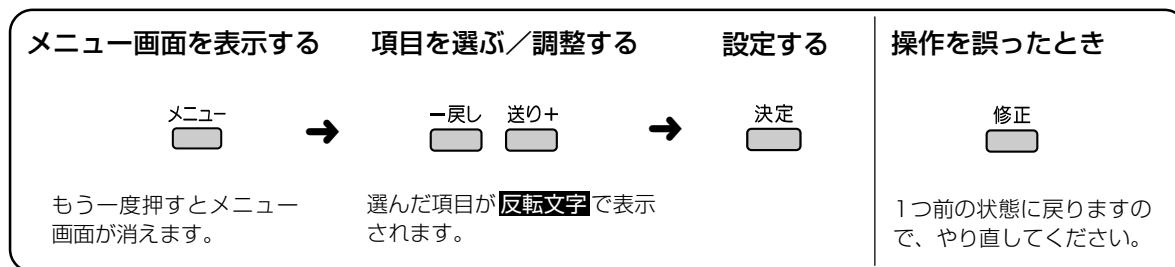 メニュー画面を表示する
メニュー
もう一度押すとメニュー
画面が消えます。
項目を選ぶ／調整する
－戻し 送り＋
選んだ項目が反転文字で表示
されます。
設定する
決定
操作を誤ったとき
修正
1つ前の状態に戻りますの
で、やり直してください。